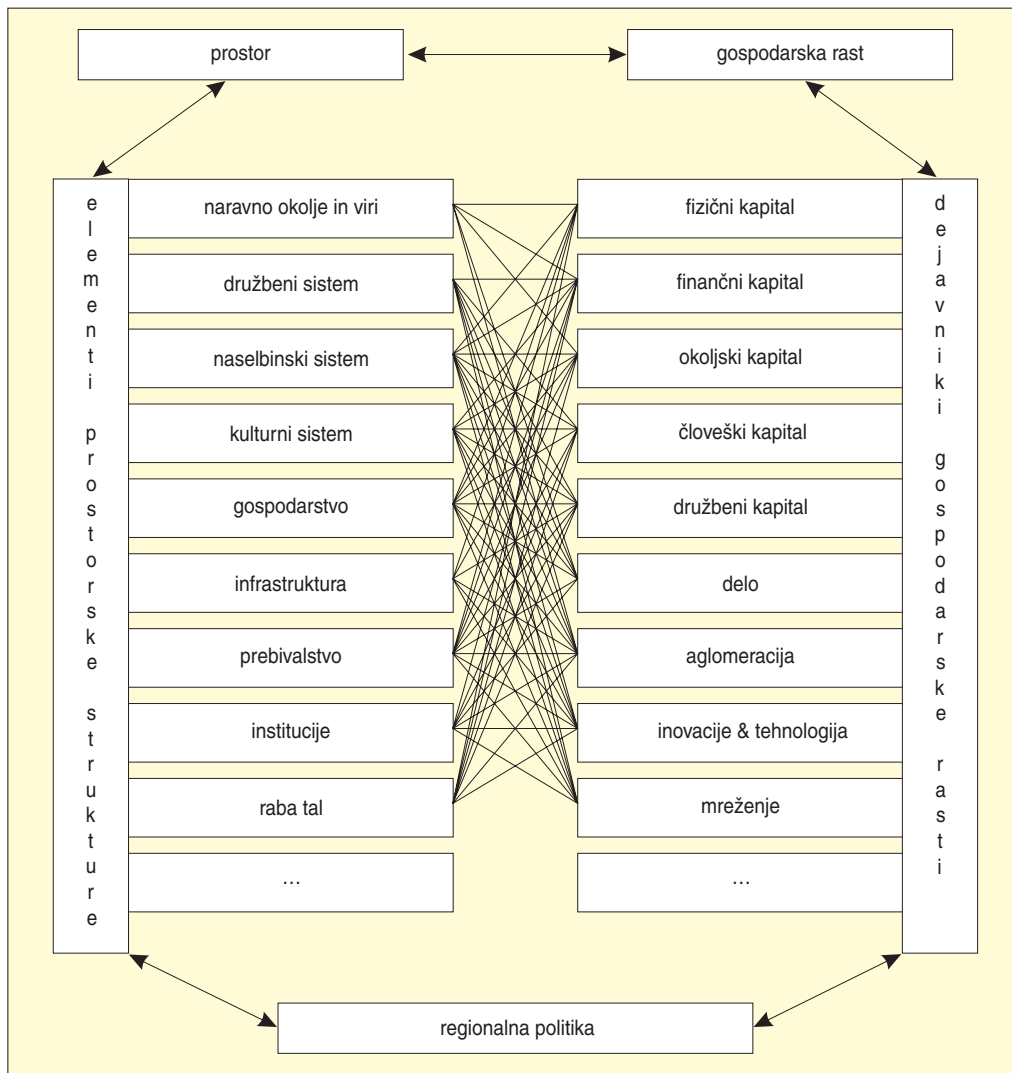 prostor
gospodarska rast
elementi prostorske strukture
naravno okolje in viri
družbeni sistem
naselbinski sistem
kulturni sistem
gospodarstvo
infrastruktura
prebivalstvo
institucije
raba tal
…
fizični kapital
finančni kapital
okoljski kapital
človeški kapital
družbeni kapital
delo
aglomeracija
inovacije & tehnologija
mreženje
…
dejavniki gospodarske rasti
regionalna politika